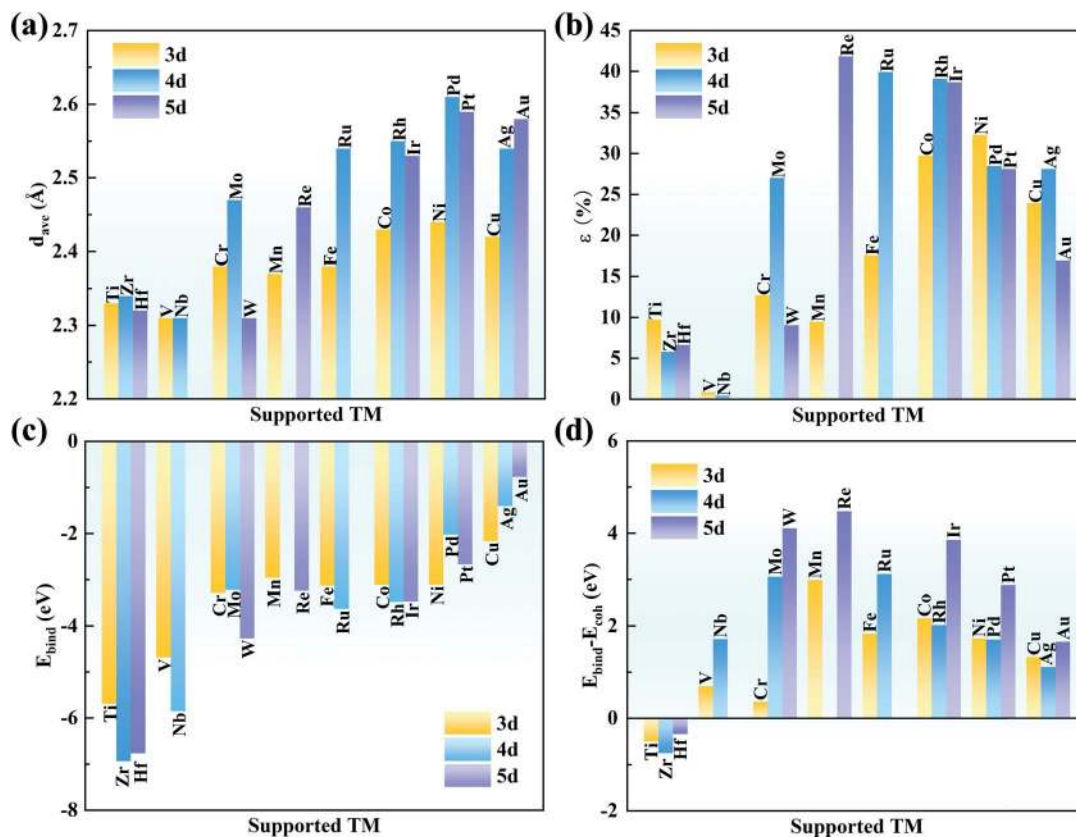 (a)
2.7
2.6
2.5
2.4
2.3
2.2
d_ave (Å)
3d
4d
5d
Ti
Zr
Hf
V
Nb
Cr
Mo
W
Mn
Re
Fe
Ru
Co
Rh
Ir
Ni
Pd
Pt
Cu
Ag
Au
Supported TM
(b)
45
40
35
30
25
20
15
10
5
0
ε (%)
3d
4d
5d
Ti
Zr
Hf
V
Nb
Cr
Mo
W
Mn
Re
Fe
Ru
Co
Rh
Ir
Ni
Pd
Pt
Cu
Ag
Au
Supported TM
(c)
0
-2
-4
-6
-8
E_bind (eV)
Ti
Zr
Hf
V
Nb
Cr
Mo
W
Mn
Re
Fe
Ru
Co
Rh
Ir
Ni
Pd
Pt
Cu
Ag
Au
3d
4d
5d
Supported TM
(d)
6
4
2
0
-2
E_bind-E_coh (eV)
3d
4d
5d
Ti
Zr
Hf
V
Nb
Cr
Mo
W
Mn
Re
Fe
Ru
Co
Rh
Ir
Ni
Pd
Pt
Cu
Ag
Au
Supported TM